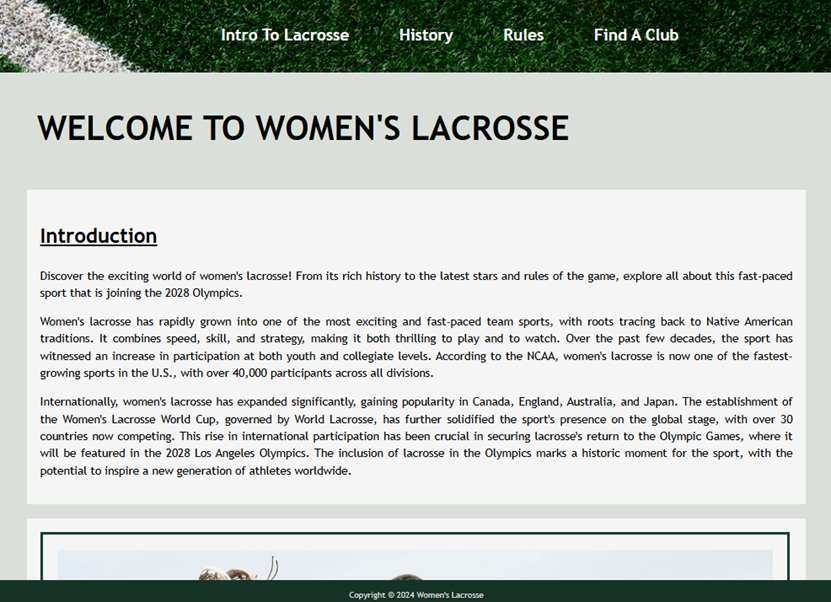 Intro To Lacrosse History Rules Find A Club
WELCOME TO WOMEN'S LACROSSE
Introduction
Discover the exciting world of women's lacrosse! From its rich history to the latest stars and rules of the game, explore all about this fast-paced
sport that is joining the 2028 Olympics.
Women's lacrosse has rapidly grown into one of the most exciting and fast-paced team sports, with roots tracing back to Native American
traditions. It combines speed, skill, and strategy, making it both thrilling to play and to watch. Over the past few decades, the sport has
witnessed an increase in participation at both youth and collegiate levels. According to the NCAA, women's lacrosse is now one of the fastest-
growing sports in the U.S., with over 40,000 participants across all divisions.
Internationally, women's lacrosse has expanded significantly, gaining popularity in Canada, England, Australia, and Japan. The establishment of
the Women's Lacrosse World Cup, governed by World Lacrosse, has further solidified the sport's presence on the global stage, with over 30
countries now competing. This rise in international participation has been crucial in securing lacrosse's return to the Olympic Games, where it
will be featured in the 2028 Los Angeles Olympics. The inclusion of lacrosse in the Olympics marks a historic moment for the sport, with the
potential to inspire a new generation of athletes worldwide.
Copyright © 2024 Women's Lacrosse